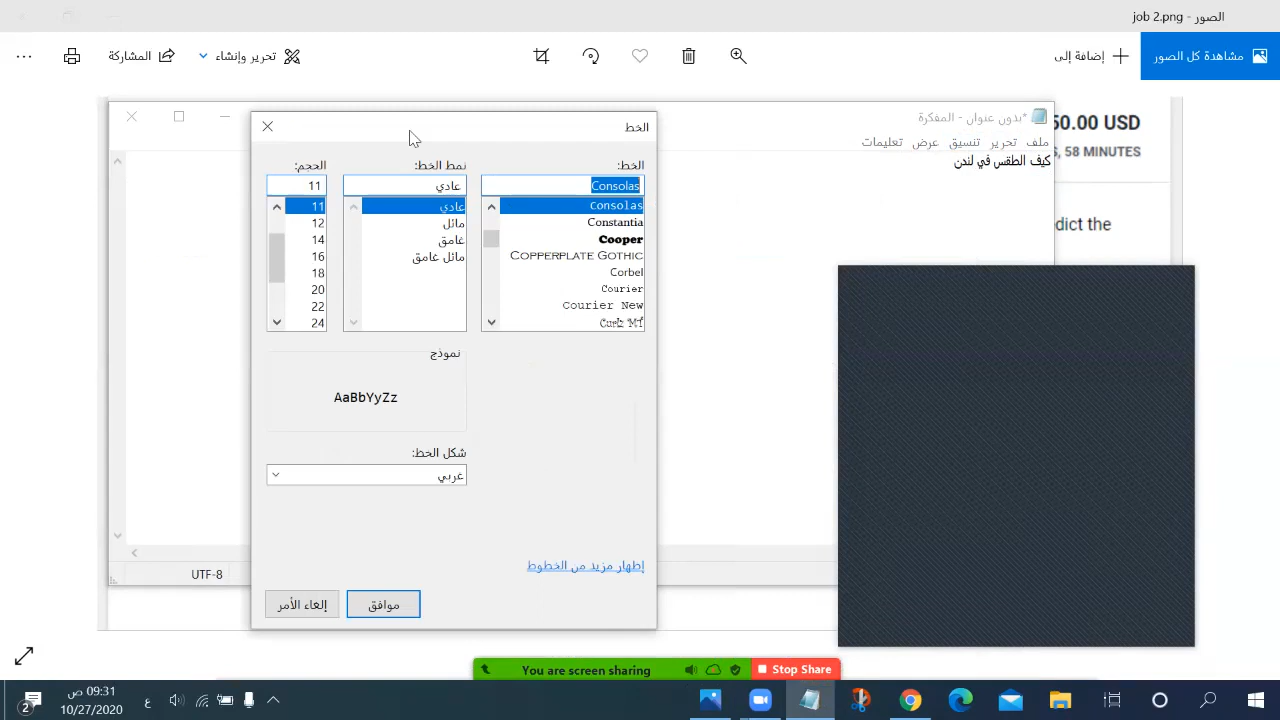 الصور - job 2.png
مشاهدة كل الصور
إضافة إلى
تحرير وإنشاء
المشاركة
50.00 USD
58 MINUTES
dict the
*بدون عنوان - المفكرة
ملف تحرير تنسيق عرض تعليمات
كيف الطقس في لندن
UTF-8
الخط
الخط:
Consolas
Consolas
Constantia
Cooper
COPPERPLATE GOTHIC
Corbel
Courier
Courier New
Curlz MT
نمط الخط:
عادي
عادي
مائل
غامق
مائل غامق
الحجم:
11
11
12
14
16
18
20
22
24
نموذج
AaBbYyZz
شكل الخط:
غربي
إظهار مزيد من الخطوط
موافق
إلغاء الأمر
You are screen sharing
Stop Share
09:31 ص
10/27/2020
ع
2